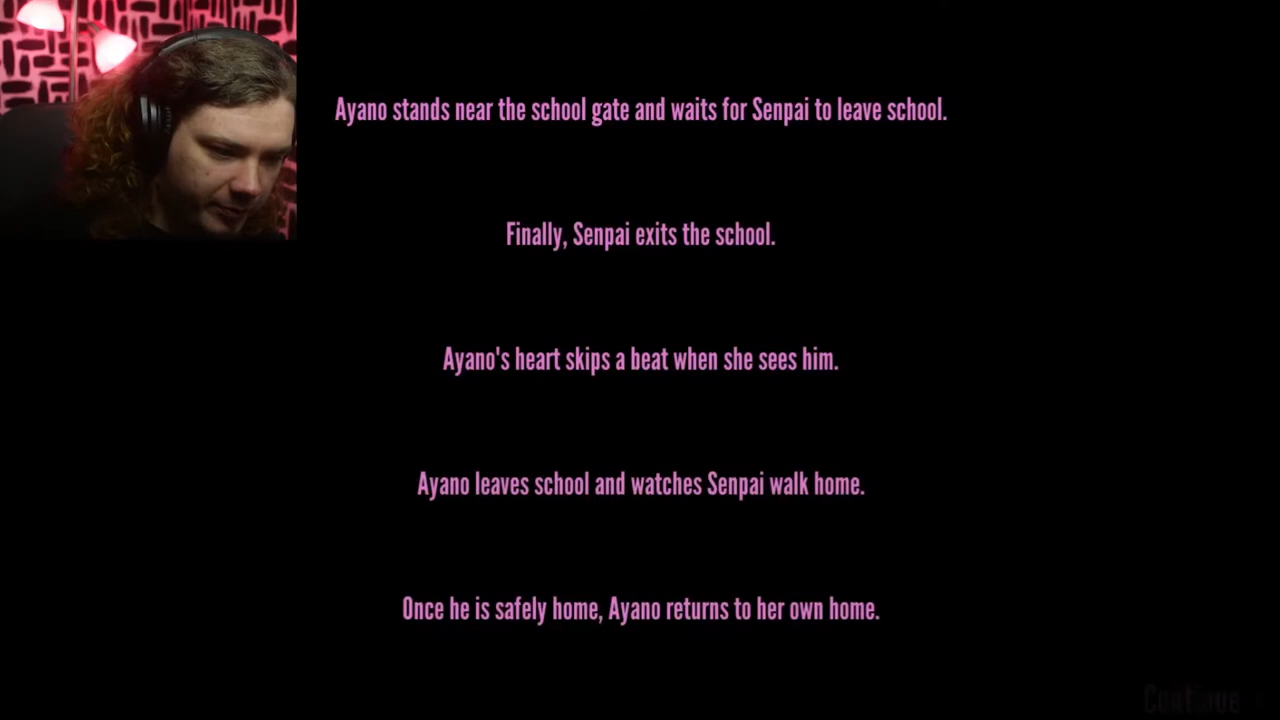 Ayano stands near the school gate and waits for Senpai to leave school.
Finally, Senpai exits the school.
Ayano's heart skips a beat when she sees him.
Ayano leaves school and watches Senpai walk home.
Once he is safely home, Ayano returns to her own home.
Continue